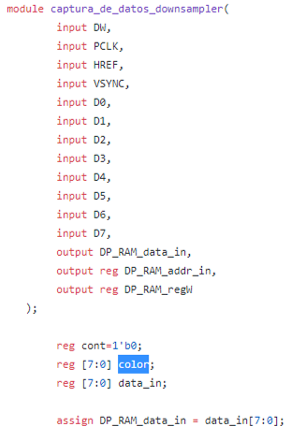 module captura_de_datos_downsampler(
input DW,
input PCLK,
input HREF,
input VSYNC,
input D0,
input D1,
input D2,
input D3,
input D4,
input D5,
input D6,
input D7,
output DP_RAM_data_in,
output reg DP_RAM_addr_in,
output reg DP_RAM_regW
);
reg cont=1'b0;
reg [7:0] color;
reg [7:0] data_in;
assign DP_RAM_data_in = data_in[7:0];